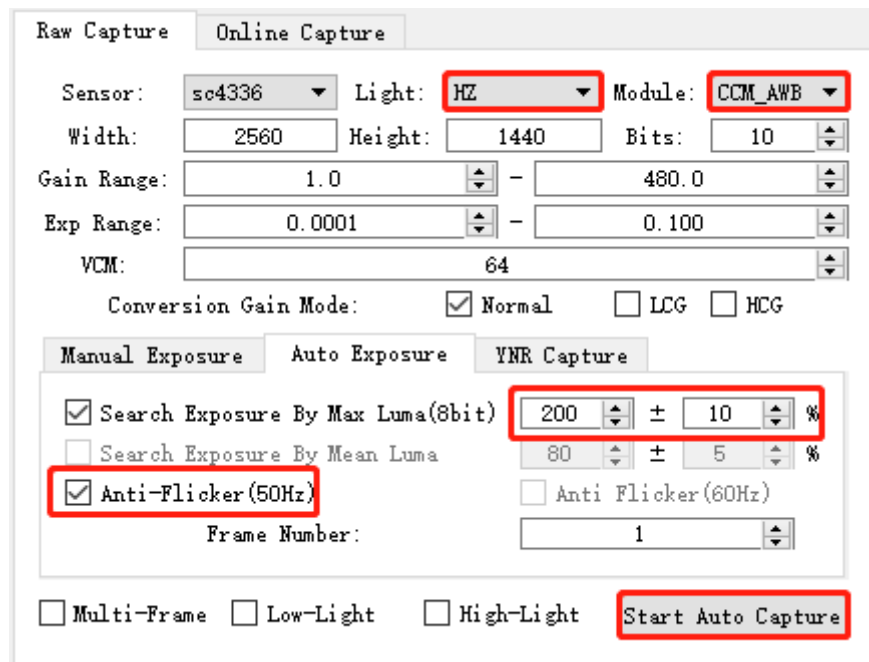 Raw Capture Online Capture
Sensor: sc4336 Light: HZ Module: CCM_AWB
Width: 2560 Height: 1440 Bits: 10
Gain Range: 1.0 - 480.0
Exp Range: 0.0001 - 0.100
VCM: 64
Conversion Gain Mode: Normal LCG HCG
Manual Exposure Auto Exposure YNR Capture
Search Exposure By Max Luma(8bit) 200 ± 10 %
Search Exposure By Mean Luma 80 ± 5 %
Anti-Flicker(50Hz) Anti Flicker(60Hz)
Frame Number: 1
Multi-Frame Low-Light High-Light Start Auto Capture